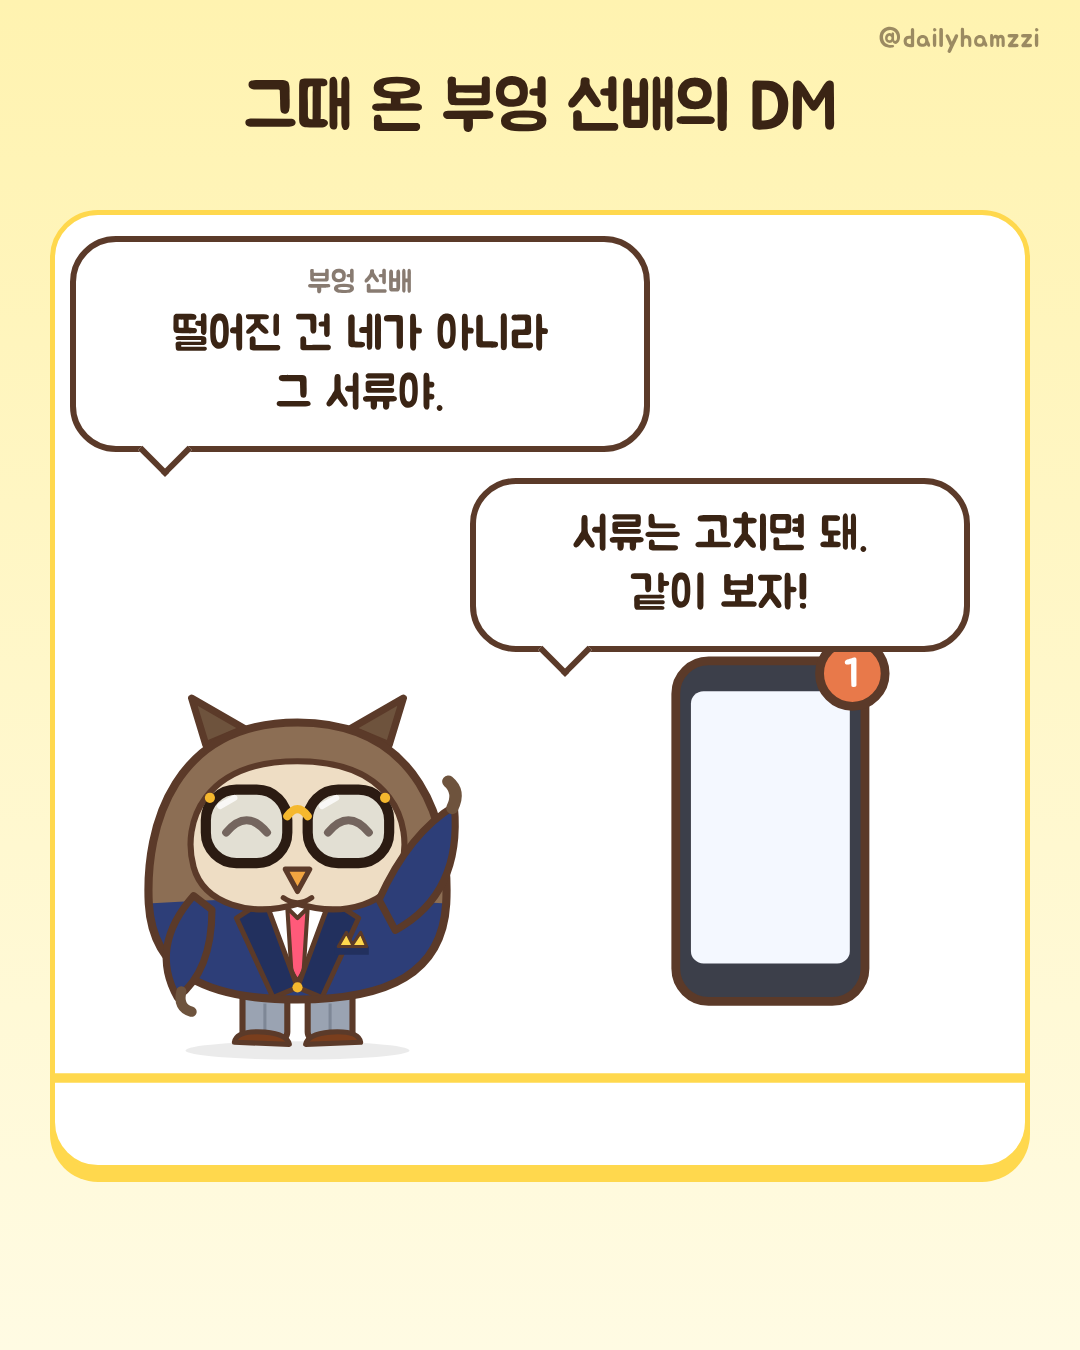 @dailyhamzzi
그때 온 부엉 선배의 DM
부엉 선배
떨어진 건 네가 아니라
그 서류야.
서류는 고치면 돼.
같이 보자!
1